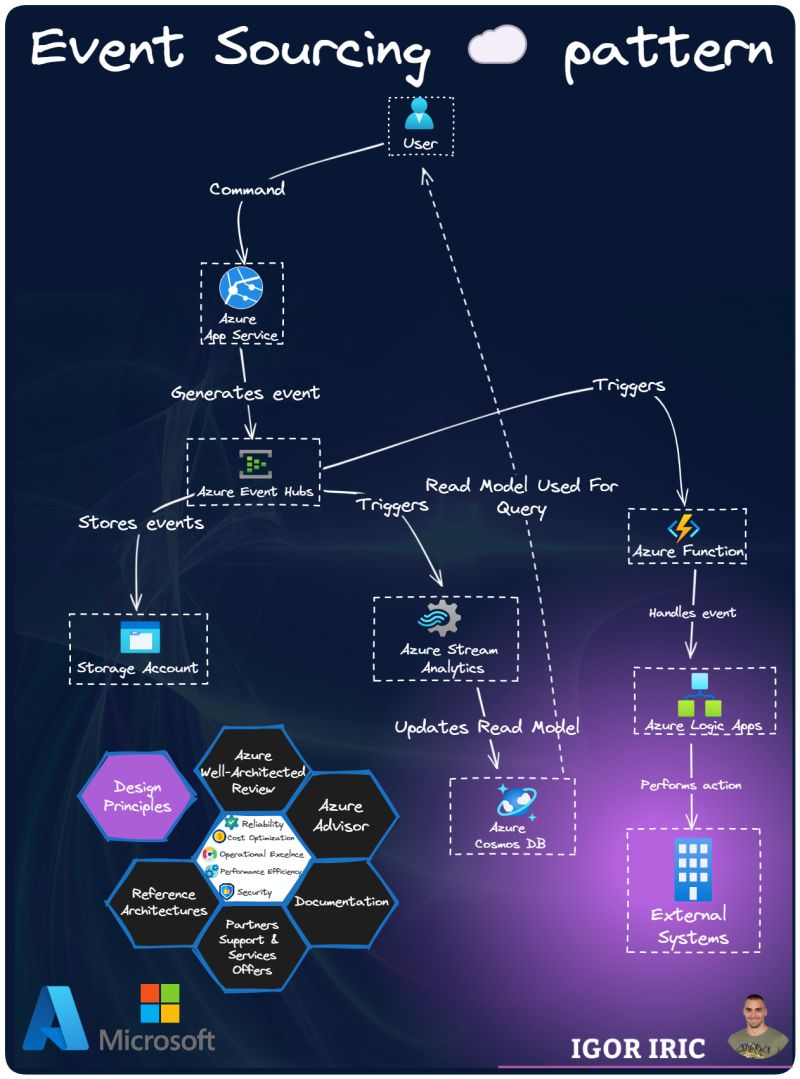 Event Sourcing pattern
User
Command
Azure
App Service
Generates event
Triggers
Azure Event Hubs
Triggers
Read Model Used For
Query
Stores events
Azure Function
Handles event
Storage Account
Azure Stream
Analytics
Updates Read Model
Azure Logic Apps
Performs action
Azure
Cosmos DB
External
Systems
Design
Principles
Azure
Well-Architected
Review
Azure
Advisor
Reliability
Cost Optimization
Operational Excelnce
Performance Efficiency
Security
Reference
Architectures
Documentation
Partners
Support &
Services
Offers
Microsoft
IGOR IRIC